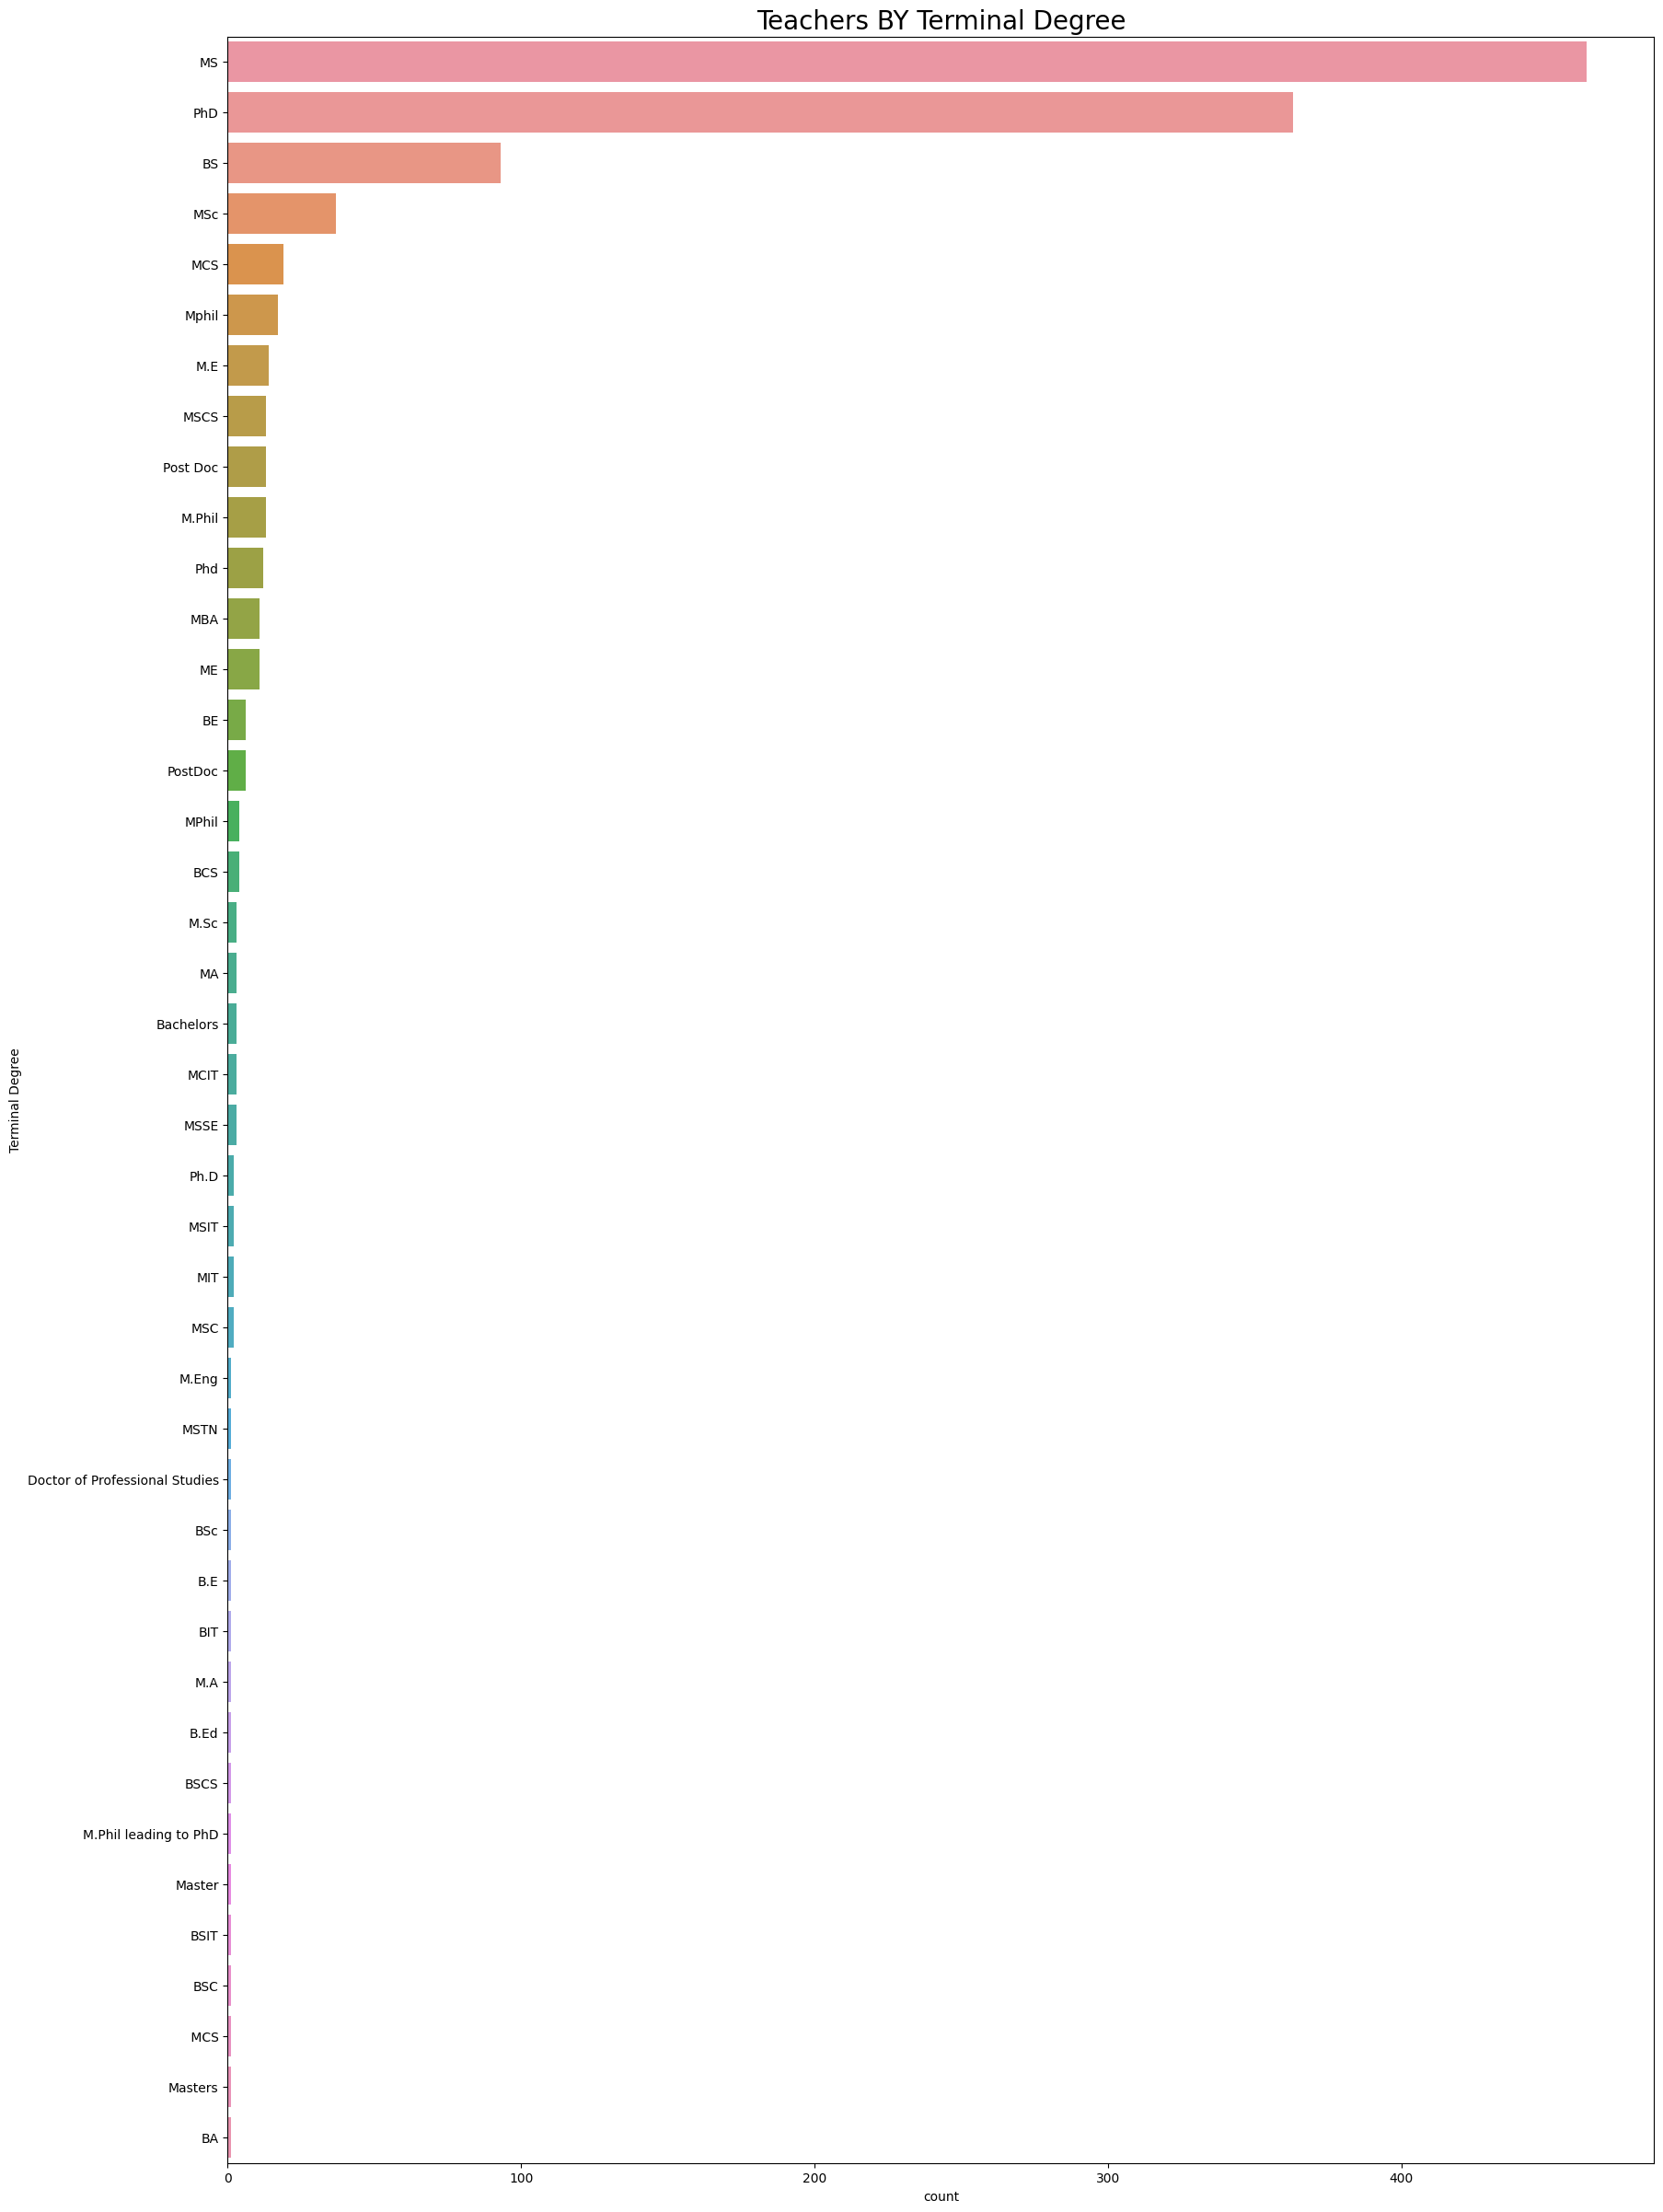 Teachers BY Terminal Degree
MS
PhD
BS
MSc
MCS
Mphil
M.E
MSCS
Post Doc
M.Phil
Phd
MBA
ME
BE
PostDoc
MPhil
BCS
M.Sc
MA
Bachelors
MCIT
MSSE
Ph.D
MSIT
MIT
MSC
M.Eng
MSTN
Doctor of Professional Studies
BSc
B.E
BIT
M.A
B.Ed
BSCS
M.Phil leading to PhD
Master
BSIT
BSC
MCS
Masters
BA
Terminal Degree
0 100 200 300 400
count